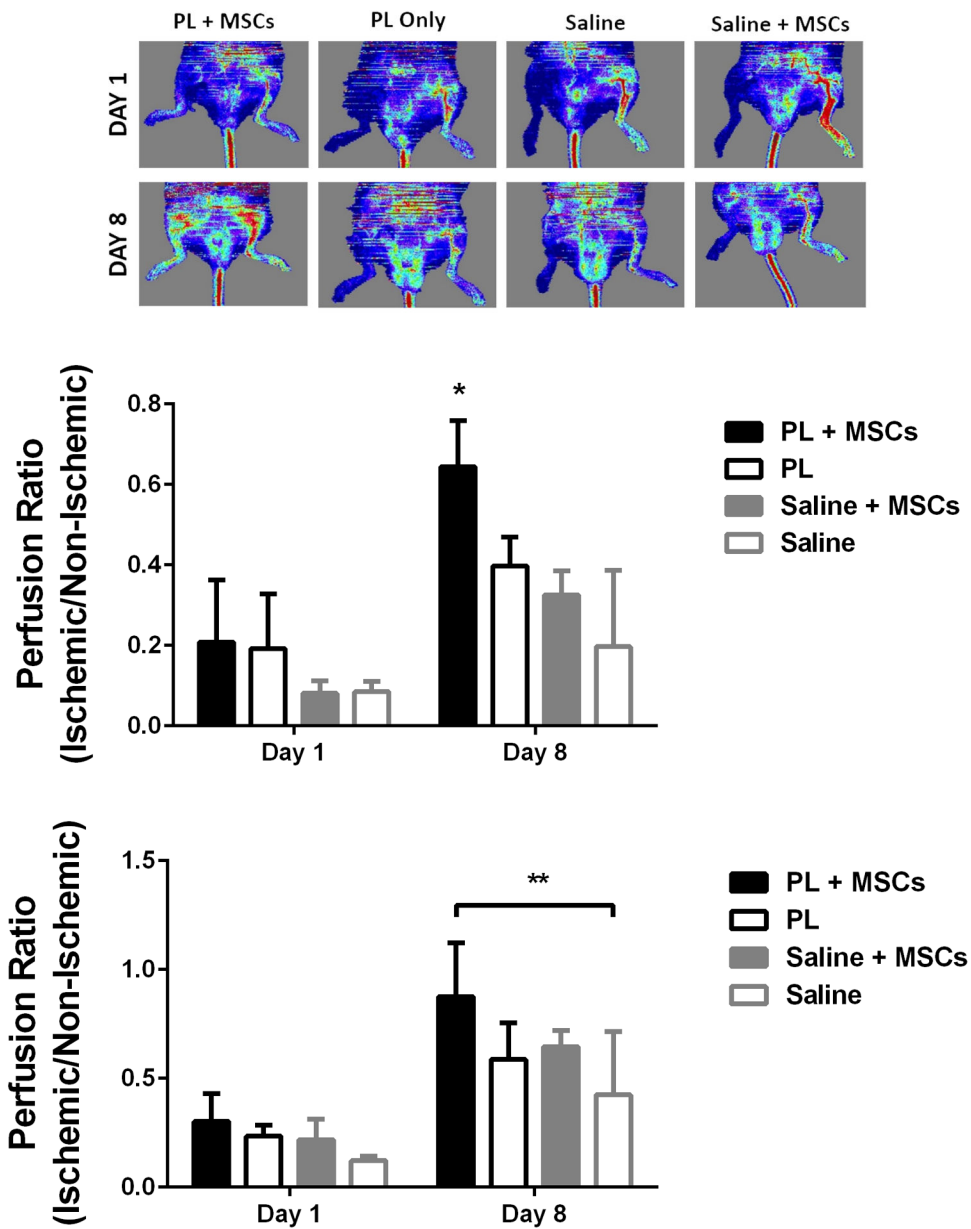 PL + MSCs PL Only Saline Saline + MSCs
DAY 1
DAY 8
Perfusion Ratio
(Ischemic/Non-Ischemic)
0.8
0.6
0.4
0.2
0.0
*
Day 1 Day 8
PL + MSCs
PL
Saline + MSCs
Saline
Perfusion Ratio
(Ischemic/Non-Ischemic)
1.5
1.0
0.5
0.0
**
Day 1 Day 8
PL + MSCs
PL
Saline + MSCs
Saline